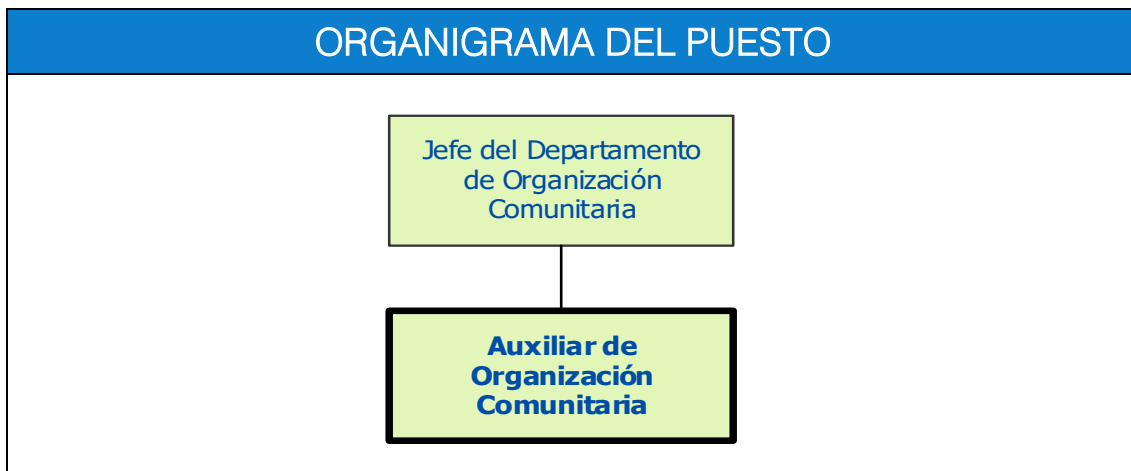 ORGANIGRAMA DEL PUESTO
Jefe del Departamento
de Organización
Comunitaria
Auxiliar de
Organización
Comunitaria